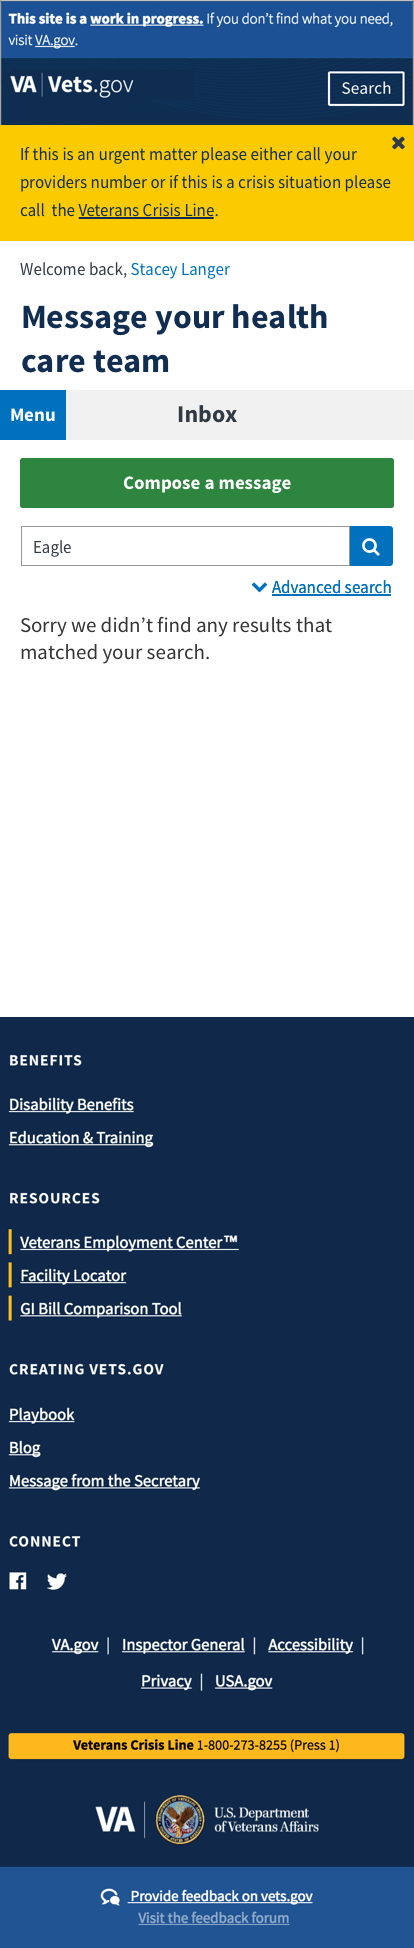 This site is a work in progress. If you don't find what you need,
visit VA.gov.
VA | Vets.gov
Search
If this is an urgent matter please either call your
providers number or if this is a crisis situation please
call the Veterans Crisis Line.
Welcome back, Stacey Langer
Message your health
care team
Menu
Inbox
Compose a message
Eagle
Advanced search
Sorry we didn't find any results that
matched your search.
BENEFITS
Disability Benefits
Education & Training
RESOURCES
Veterans Employment Center™
Facility Locator
GI Bill Comparison Tool
CREATING VETS.GOV
Playbook
Blog
Message from the Secretary
CONNECT
VA.gov | Inspector General | Accessibility |
Privacy | USA.gov
Veterans Crisis Line 1-800-273-8255 (Press 1)
VA | U.S. Department
of Veterans Affairs
Provide feedback on vets.gov
Visit the feedback forum